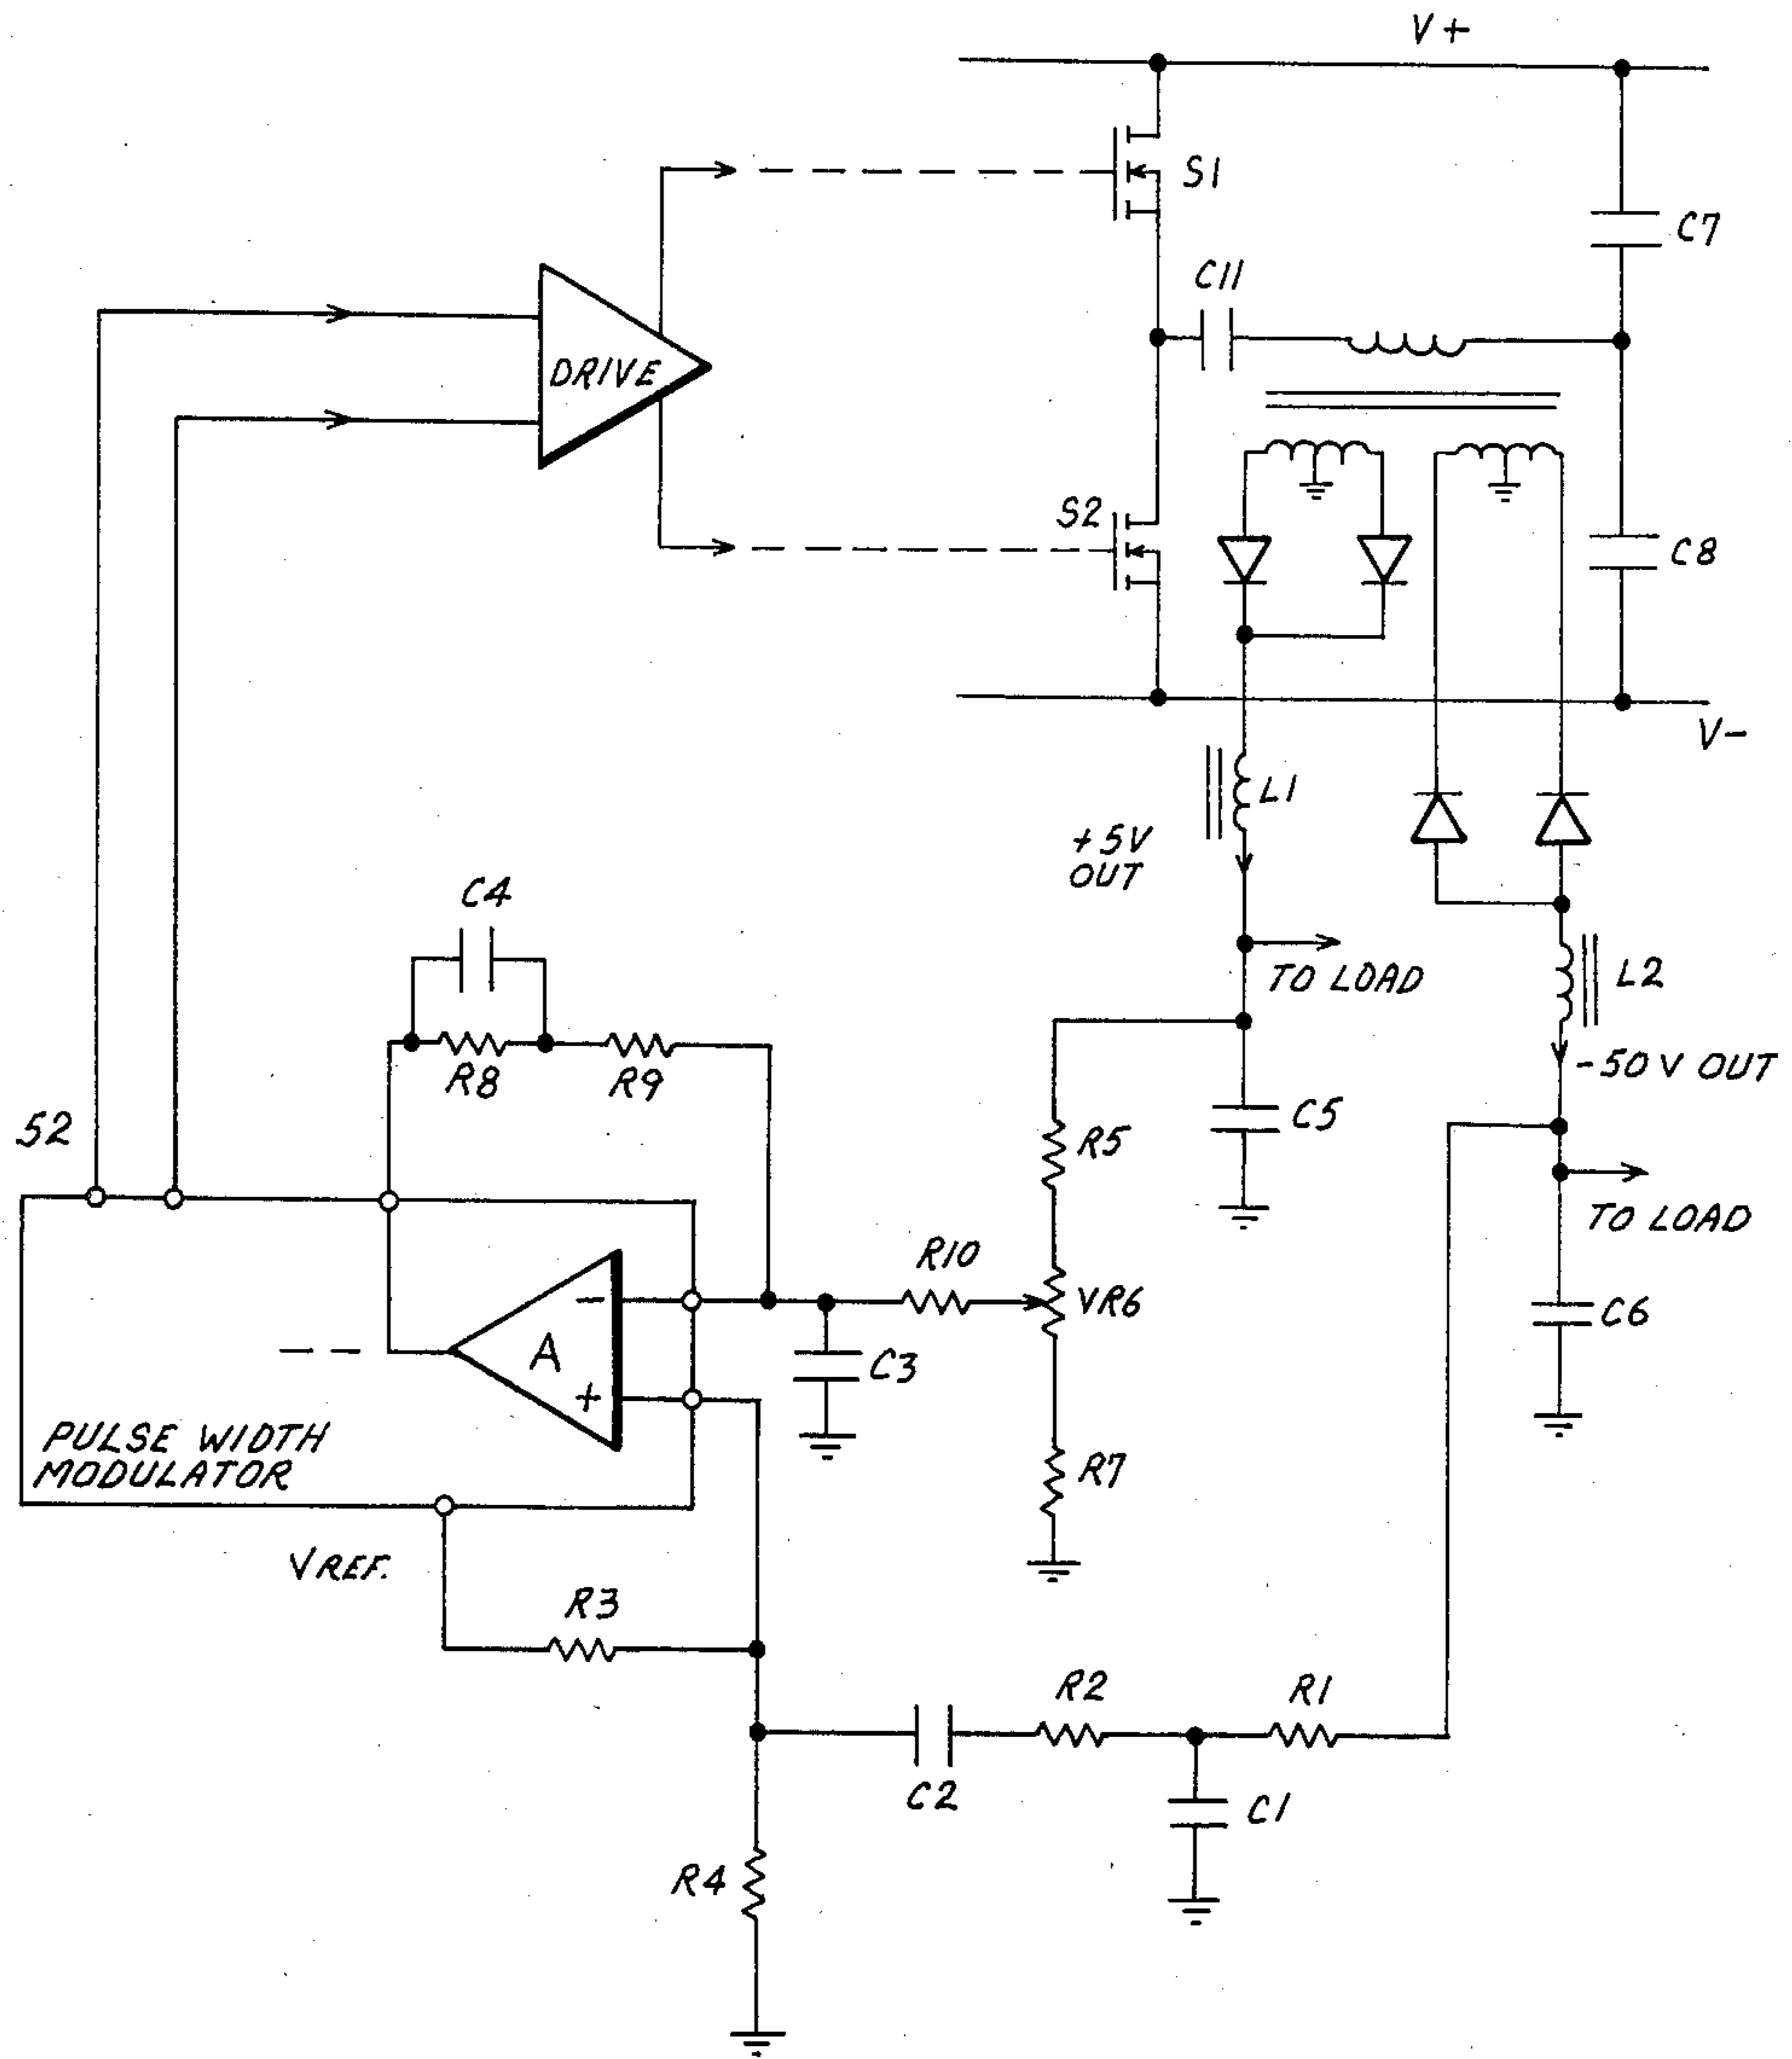 V+
S1
C7
C11
DRIVE
S2
C8
V-
L1
+5V
OUT
C4
TO LOAD
L2
-50V OUT
R8
R9
52
C5
R5
TO LOAD
R10
VR6
C6
-
A
+
C3
PULSE WIDTH
MODULATOR
R7
VREF.
R3
R2
R1
C2
C1
R4